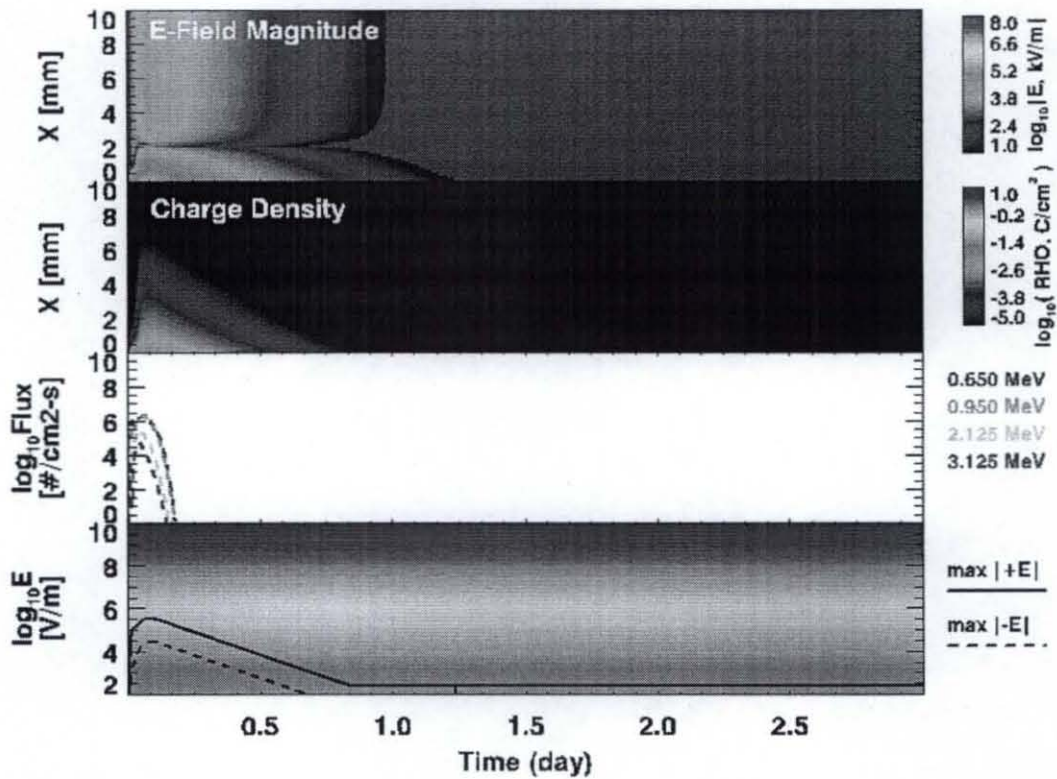 E-Field Magnitude
X [mm]
10
8
6
4
2
0
8.0
6.6
5.2
3.8
2.4
1.0
log10|E, kV/m|
Charge Density
X [mm]
10
8
6
4
2
0
1.0
-0.2
-1.4
-2.6
-3.8
-5.0
log10( RHO, C/cm2 )
log10Flux
[#/cm2-s]
10
8
6
4
2
0
0.650 MeV
0.950 MeV
2.125 MeV
3.125 MeV
log10E
[V/m]
10
8
6
4
2
max |+E|
max |-E|
0.5 1.0 1.5 2.0 2.5
Time (day)